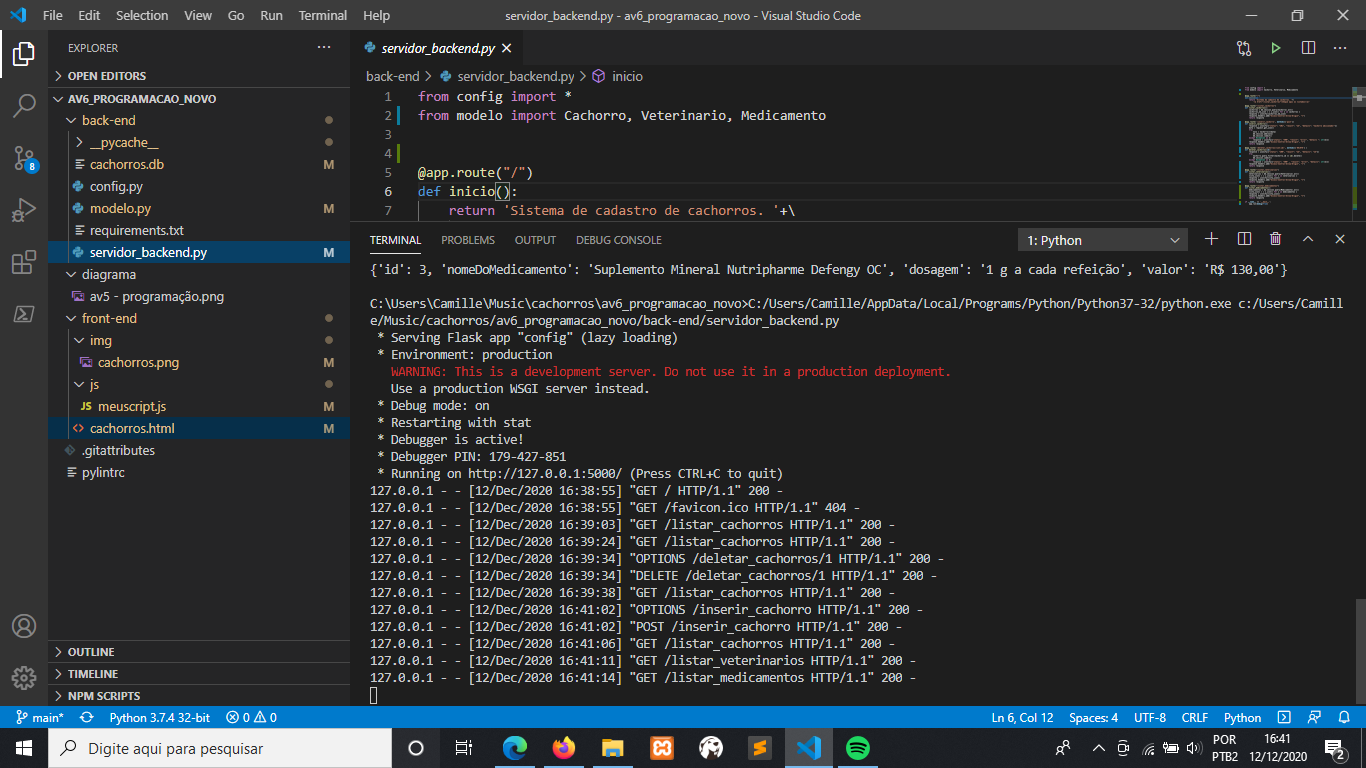 File Edit Selection View Go Run Terminal Help
servidor_backend.py - av6_programacao_novo - Visual Studio Code
EXPLORER
OPEN EDITORS
AV6_PROGRAMACAO_NOVO
back-end
__pycache__
cachorros.db M
config.py
modelo.py M
requirements.txt
servidor_backend.py M
diagrama
av5 - programação.png
front-end
img
cachorros.png M
js
JS meuscript.js M
cachorros.html M
.gitattributes
pylintrc
OUTLINE
TIMELINE
NPM SCRIPTS
8
servidor_backend.py
back-end > servidor_backend.py > inicio
1 from config import *
2 from modelo import Cachorro, Veterinario, Medicamento
3
4
5 @app.route("/")
6 def inicio():
7 return 'Sistema de cadastro de cachorros. '+\
TERMINAL PROBLEMS OUTPUT DEBUG CONSOLE
1: Python
{'id': 3, 'nomeDoMedicamento': 'Suplemento Mineral Nutripharme Defengy OC', 'dosagem': '1 g a cada refeição', 'valor': 'R$ 130,00'}
C:\Users\Camille\Music\cachorros\av6_programacao_novo>C:/Users/Camille/AppData/Local/Programs/Python/Python37-32/python.exe c:/Users/Camill
e/Music/cachorros/av6_programacao_novo/back-end/servidor_backend.py
* Serving Flask app "config" (lazy loading)
* Environment: production
WARNING: This is a development server. Do not use it in a production deployment.
Use a production WSGI server instead.
* Debug mode: on
* Restarting with stat
* Debugger is active!
* Debugger PIN: 179-427-851
* Running on http://127.0.0.1:5000/ (Press CTRL+C to quit)
127.0.0.1 - - [12/Dec/2020 16:38:55] "GET / HTTP/1.1" 200 -
127.0.0.1 - - [12/Dec/2020 16:38:55] "GET /favicon.ico HTTP/1.1" 404 -
127.0.0.1 - - [12/Dec/2020 16:39:03] "GET /listar_cachorros HTTP/1.1" 200 -
127.0.0.1 - - [12/Dec/2020 16:39:24] "GET /listar_cachorros HTTP/1.1" 200 -
127.0.0.1 - - [12/Dec/2020 16:39:34] "OPTIONS /deletar_cachorros/1 HTTP/1.1" 200 -
127.0.0.1 - - [12/Dec/2020 16:39:34] "DELETE /deletar_cachorros/1 HTTP/1.1" 200 -
127.0.0.1 - - [12/Dec/2020 16:39:38] "GET /listar_cachorros HTTP/1.1" 200 -
127.0.0.1 - - [12/Dec/2020 16:41:02] "OPTIONS /inserir_cachorro HTTP/1.1" 200 -
127.0.0.1 - - [12/Dec/2020 16:41:02] "POST /inserir_cachorro HTTP/1.1" 200 -
127.0.0.1 - - [12/Dec/2020 16:41:06] "GET /listar_cachorros HTTP/1.1" 200 -
127.0.0.1 - - [12/Dec/2020 16:41:11] "GET /listar_veterinarios HTTP/1.1" 200 -
127.0.0.1 - - [12/Dec/2020 16:41:14] "GET /listar_medicamentos HTTP/1.1" 200 -
main* Python 3.7.4 32-bit 0 0 Ln 6, Col 12 Spaces: 4 UTF-8 CRLF Python
Digite aqui para pesquisar
POR
PTB2
16:41
12/12/2020
2